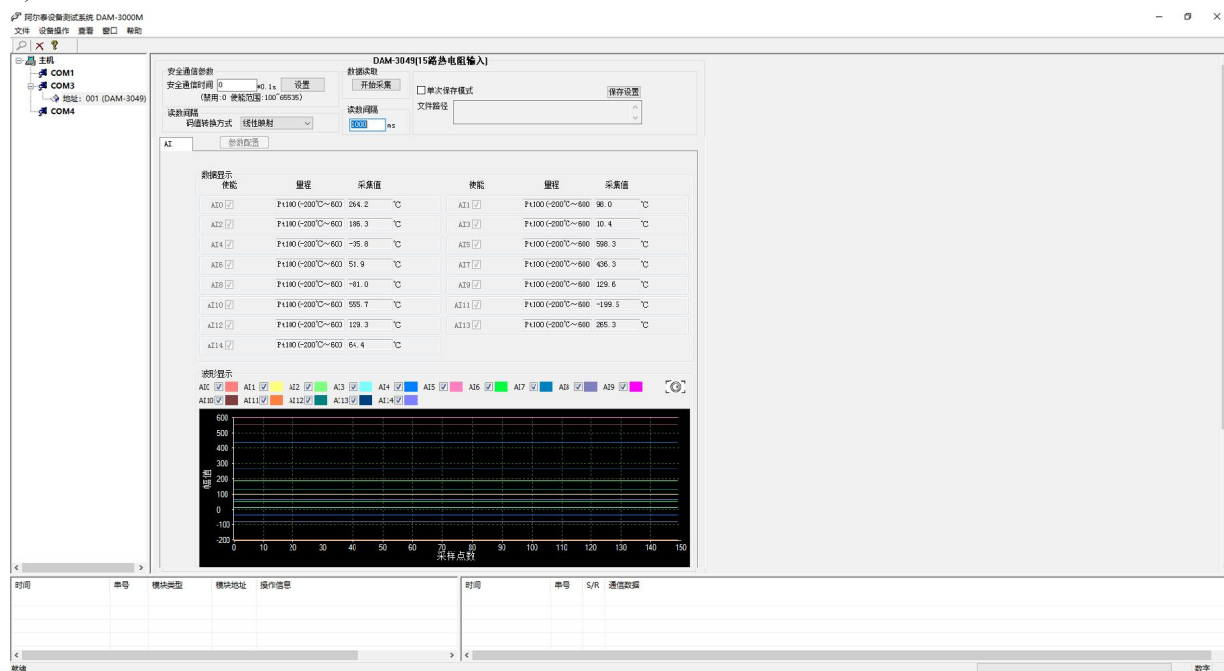 阿尔泰设备测试系统 DAM-3000M
文件 设备操作 查看 窗口 帮助
主机
COM1
COM3
地址: 001 (DAM-3049)
COM4
DAM-3049[15路热电阻输入]
安全通信参数
安全通信时间 0 *0.1s 设置
(禁用:0 使能范围:100~65535)
数据读取
开始采集
单次保存模式
保存设置
文件路径
读数间隔
码值转换方式 线性映射
读数间隔
1000 ms
AI 参数配置
数据显示
使能 量程 采集值 使能 量程 采集值
AI0 Pt100(-200℃~600 264.2 ℃ AI1 Pt100(-200℃~600 98.0 ℃
AI2 Pt100(-200℃~600 186.3 ℃ AI3 Pt100(-200℃~600 10.4 ℃
AI4 Pt100(-200℃~600 -35.8 ℃ AI5 Pt100(-200℃~600 598.3 ℃
AI6 Pt100(-200℃~600 51.9 ℃ AI7 Pt100(-200℃~600 436.3 ℃
AI8 Pt100(-200℃~600 -81.0 ℃ AI9 Pt100(-200℃~600 129.6 ℃
AI10 Pt100(-200℃~600 555.7 ℃ AI11 Pt100(-200℃~600 -199.5 ℃
AI12 Pt100(-200℃~600 129.3 ℃ AI13 Pt100(-200℃~600 265.3 ℃
AI14 Pt100(-200℃~600 64.4 ℃
波形显示
AI0 AI1 AI2 AI3 AI4 AI5 AI6 AI7 AI8 AI9
AI10 AI11 AI12 AI13 AI14
600
500
400
300
200
100
0
-100
-200
幅值
0 10 20 30 40 50 60 70 80 90 100 110 120 130 140 150
采样点数
时间 串号 模块类型 模块地址 操作信息
时间 串号 S/R 通信数据
就绪
数字